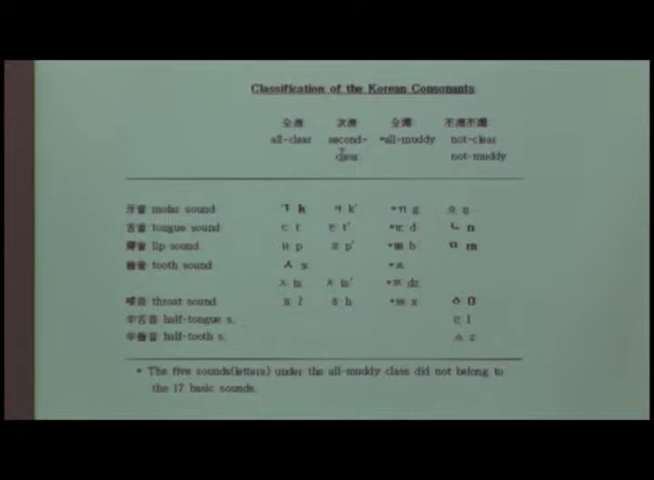 Classification of the Korean Consonants
全淸 次淸 全濁 不淸不濁
all-clear second- *all-muddy not-clear
clear not-muddy
牙音 molar sound ㄱ k ㅋ k' *ㄲ g ㆁ ŋ
舌音 tongue sound ㄷ t ㅌ t' *ㄸ d ㄴ n
脣音 lip sound ㅂ p ㅍ p' *ㅃ b ㅁ m
齒音 tooth sound ㅅ s *ㅆ
ㅈ ts ㅊ ts' *ㅉ dz
喉音 throat sound ㆆ ʔ ㅎ h *ㆅ ㅇ
半舌音 half-tongue s. ㄹ l
半齒音 half-tooth s. ㅿ z
* The five sounds(letters) under the all-muddy class did not belong to
the 17 basic sounds.